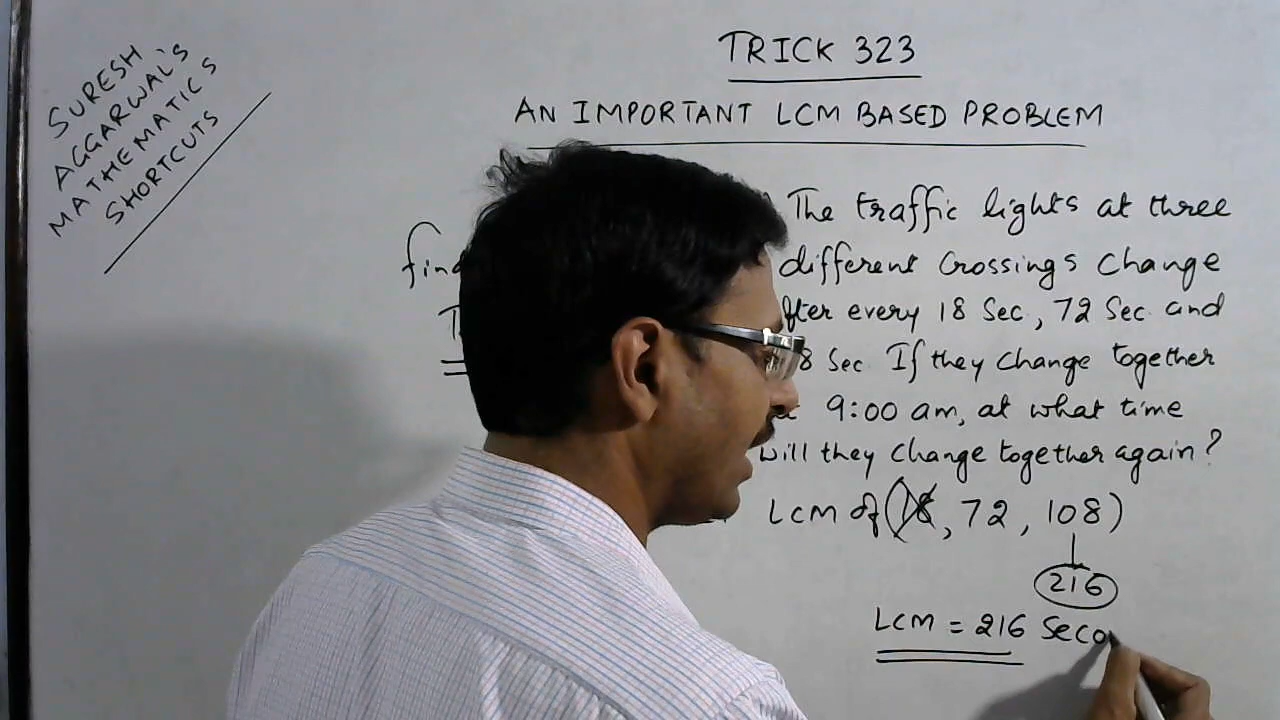 SURESH
AGGARWAL'S
MATHEMATICS
SHORTCUTS
TRICK 323
AN IMPORTANT LCM BASED PROBLEM
The traffic lights at three
different Crossings Change
every 18 Sec, 72 Sec and
8 Sec If they Change together
9:00 am, at what time
will they Change together again?
LCM of (18, 72, 108)
216
LCM = 216 Seco